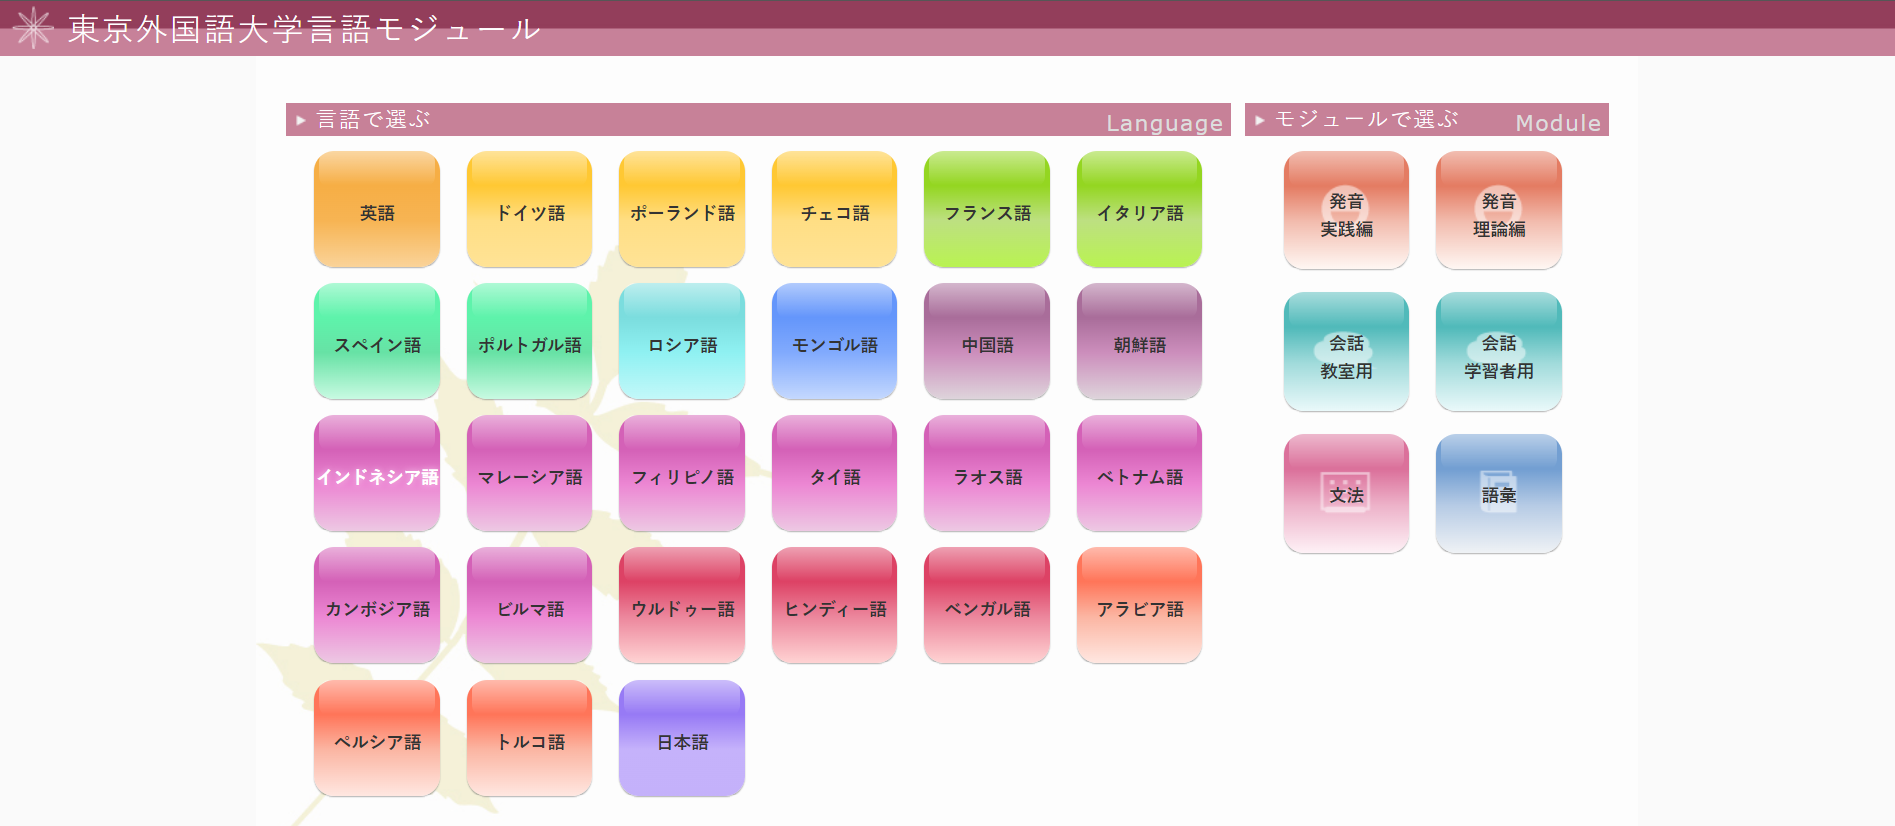 東京外国語大学言語モジュール
言語で選ぶ
Language
モジュールで選ぶ
Module
英語
ドイツ語
ポーランド語
チェコ語
フランス語
イタリア語
スペイン語
ポルトガル語
ロシア語
モンゴル語
中国語
朝鮮語
インドネシア語
マレーシア語
フィリピノ語
タイ語
ラオス語
ベトナム語
カンボジア語
ビルマ語
ウルドゥー語
ヒンディー語
ベンガル語
アラビア語
ペルシア語
トルコ語
日本語
発音
実践編
発音
理論編
会話
教室用
会話
学習者用
文法
語彙